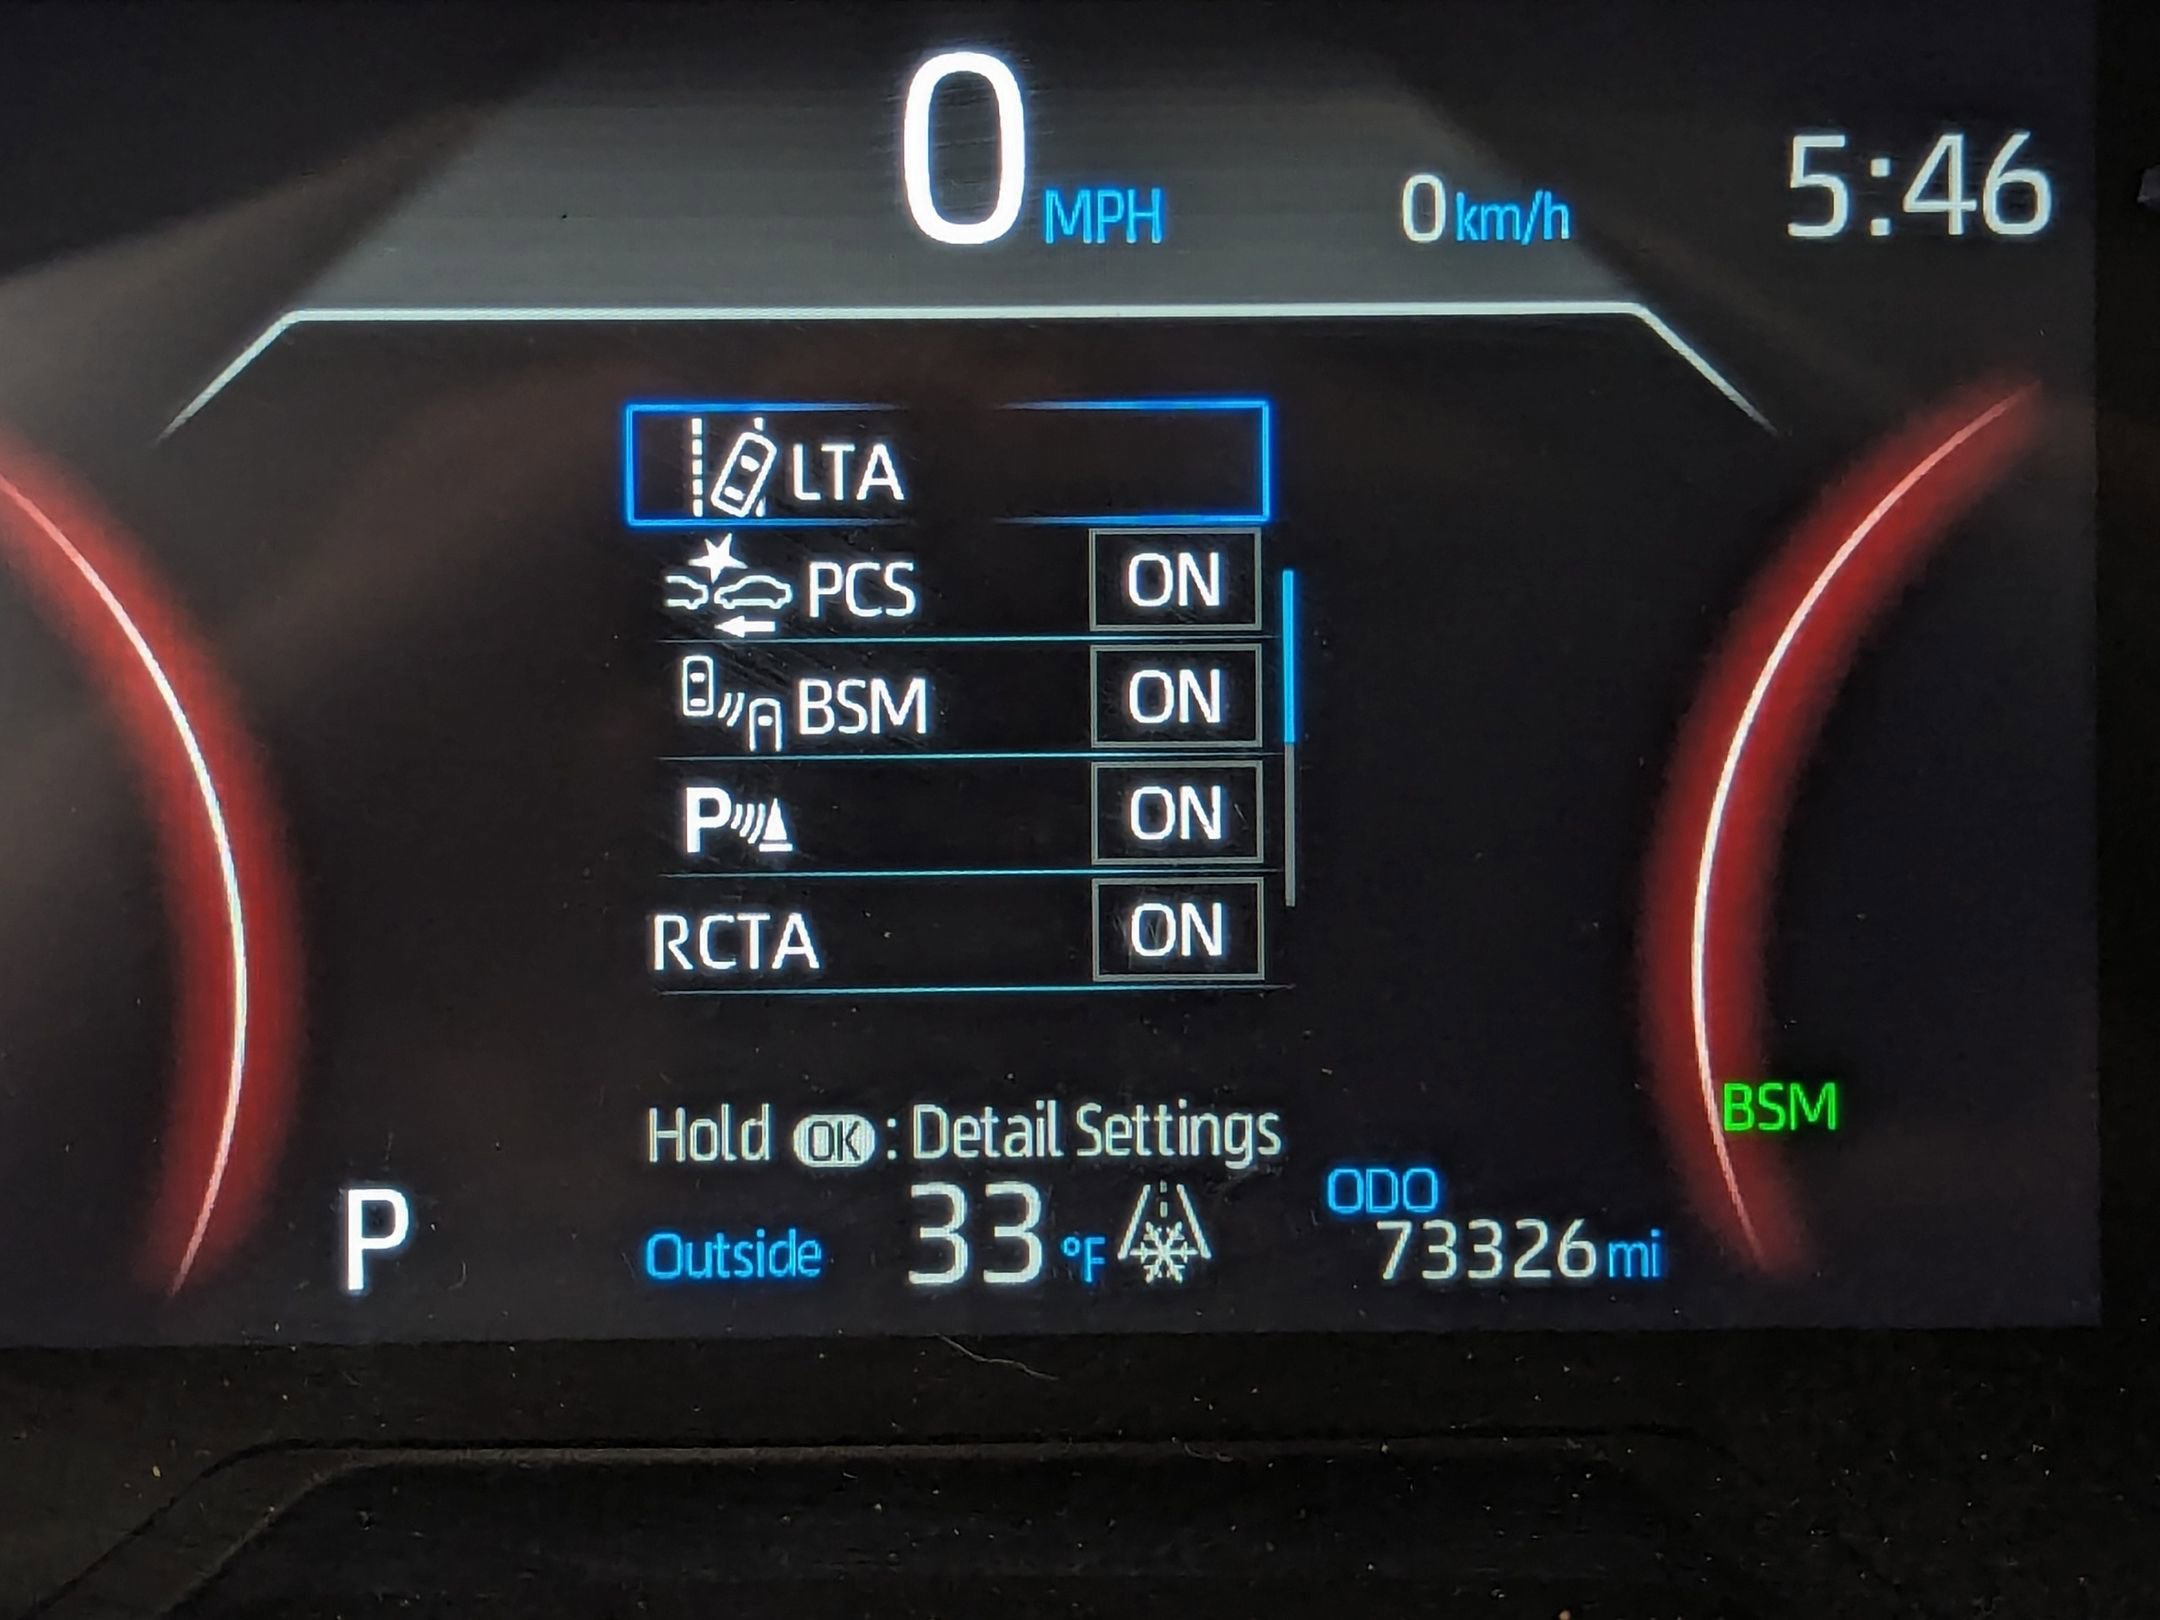 0 MPH 0 km/h 5:46
LTA
PCS ON
BSM ON
P ON
RCTA ON
Hold OK : Detail Settings
BSM
P
Outside 33 °F
ODO
73326 mi